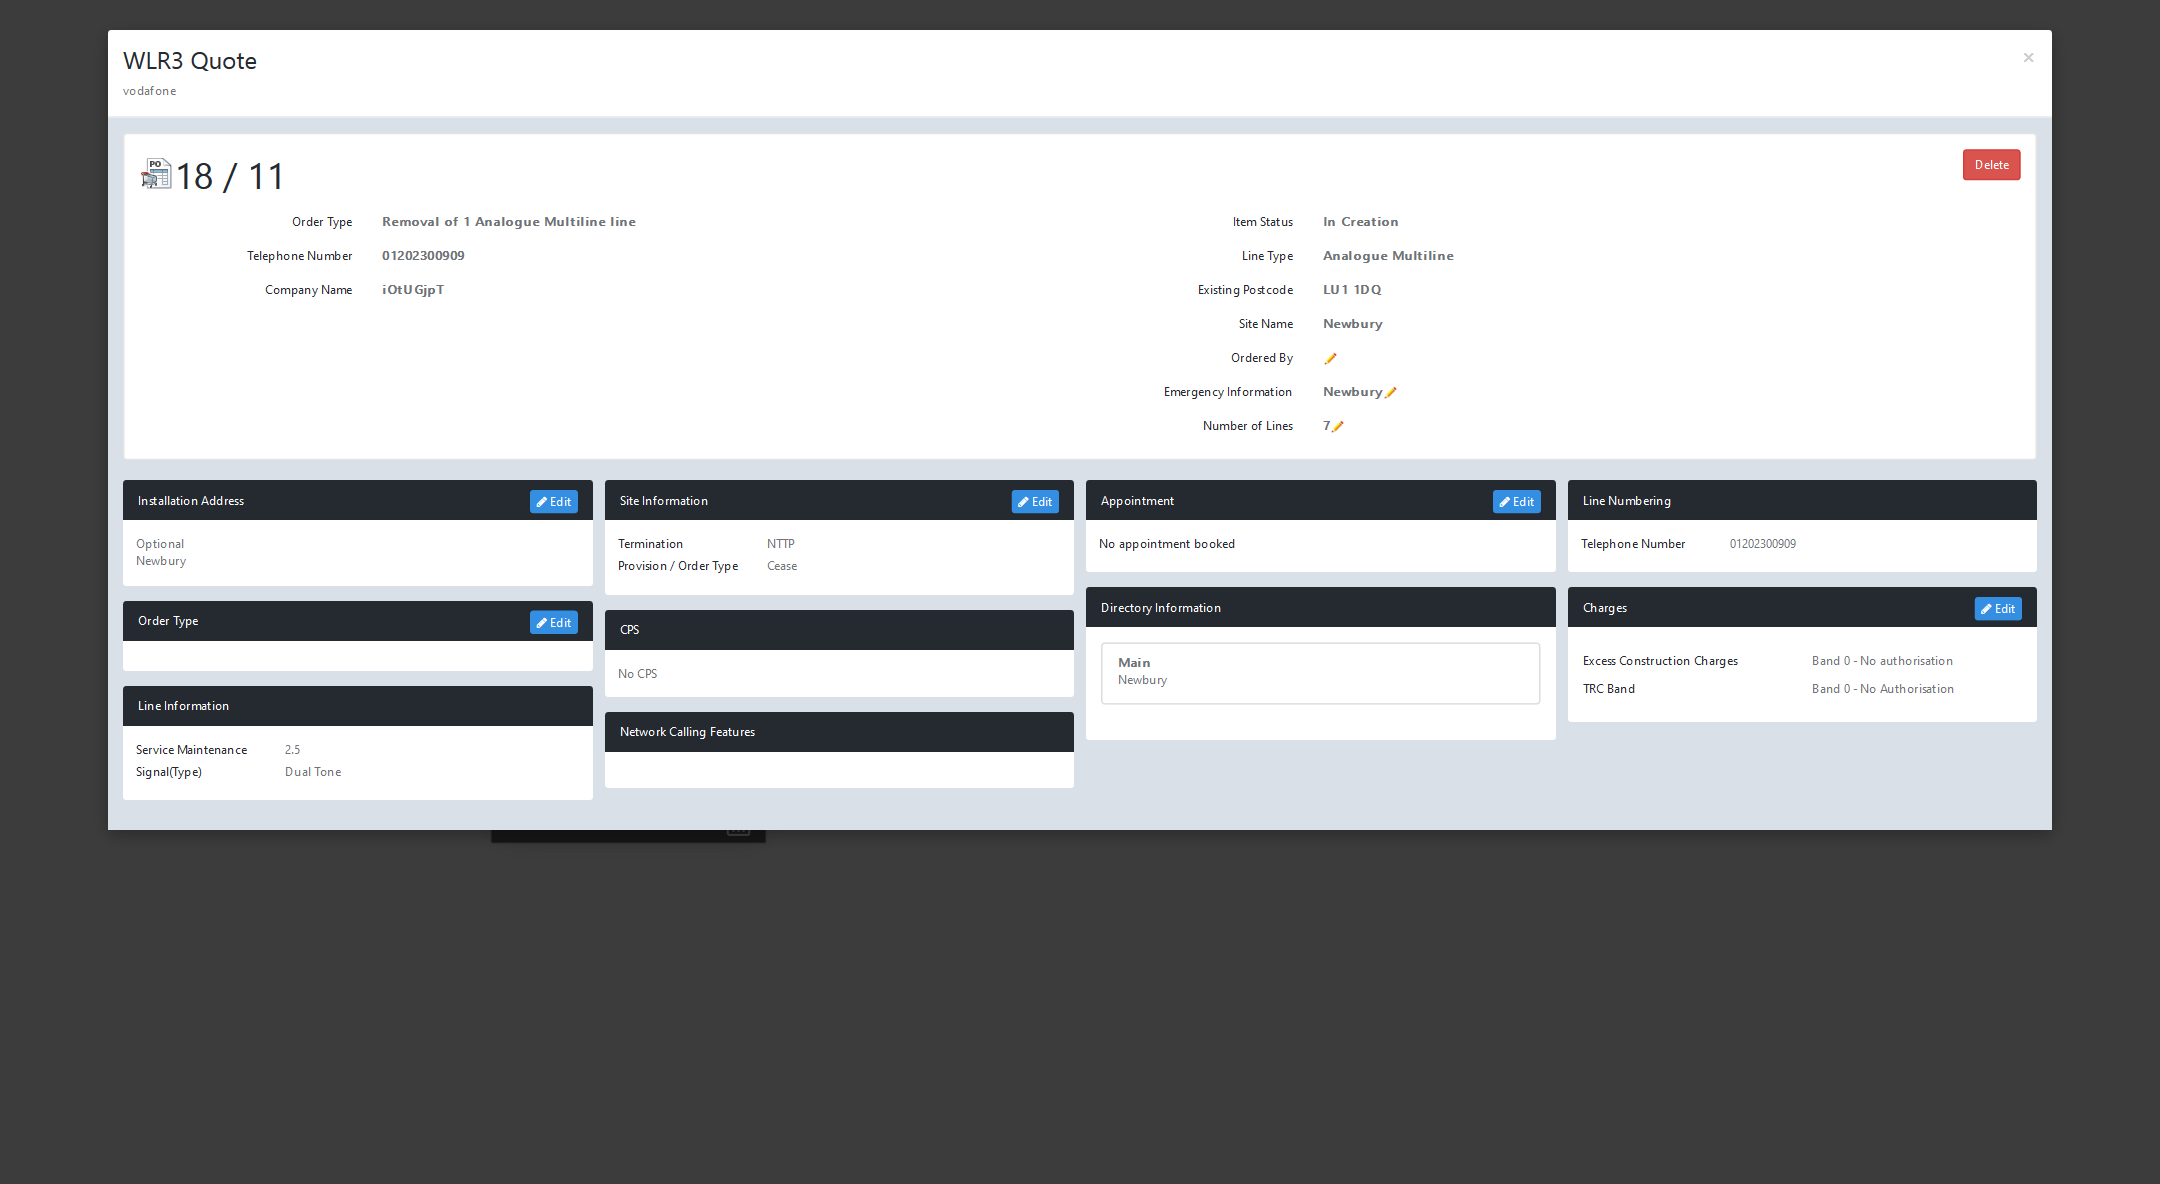 WLR3 Quote
×
vodafone
PO
18 / 11
Delete
Order Type Removal of 1 Analogue Multiline line
Telephone Number 01202300909
Company Name iOtUGjpT
Item Status In Creation
Line Type Analogue Multiline
Existing Postcode LU1 1DQ
Site Name Newbury
Ordered By
Emergency Information Newbury
Number of Lines 7
Installation Address Edit
Optional
Newbury
Order Type Edit
Line Information
Service Maintenance 2.5
Signal(Type) Dual Tone
Site Information Edit
Termination NTTP
Provision / Order Type Cease
CPS
No CPS
Network Calling Features
Appointment Edit
No appointment booked
Directory Information
Main
Newbury
Line Numbering
Telephone Number 01202300909
Charges Edit
Excess Construction Charges Band 0 - No authorisation
TRC Band Band 0 - No Authorisation